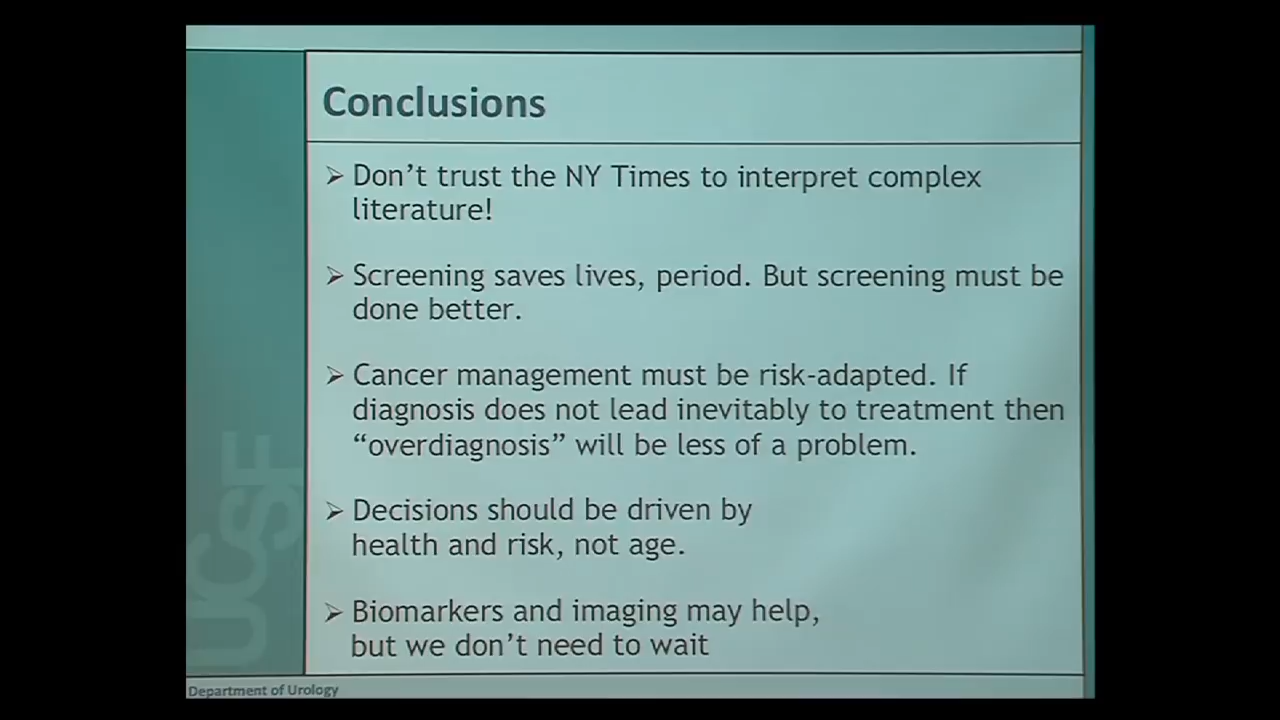 Conclusions
➢ Don't trust the NY Times to interpret complex
literature!
➢ Screening saves lives, period. But screening must be
done better.
➢ Cancer management must be risk-adapted. If
diagnosis does not lead inevitably to treatment then
“overdiagnosis” will be less of a problem.
➢ Decisions should be driven by
health and risk, not age.
➢ Biomarkers and imaging may help,
but we don't need to wait
UCSF
Department of Urology